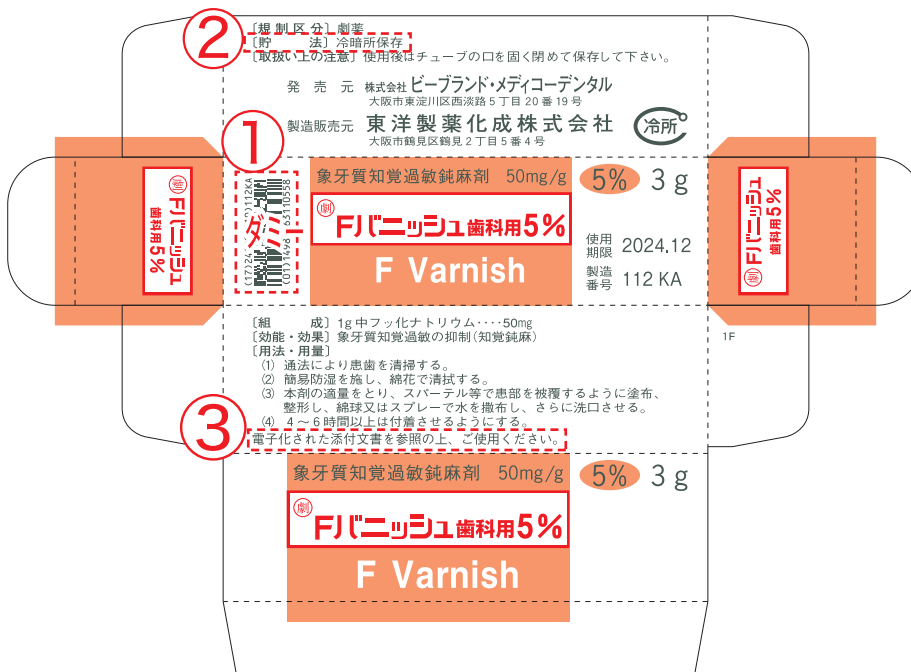 ②
〔規制区分〕劇薬
〔貯　　法〕冷暗所保存
〔取扱い上の注意〕使用後はチューブの口を固く閉めて保存して下さい。
発売元 株式会社 ビーブランド・メディコーデンタル
大阪市東淀川区西淡路5丁目20番19号
製造販売元 東洋製薬化成株式会社 冷所
大阪市鶴見区鶴見2丁目5番4号
①
ダミー
象牙質知覚過敏鈍麻剤 50mg/g 5% 3g
劇 Fバニッシュ歯科用5%
F Varnish
使用期限 2024.12
製造番号 112 KA
劇 Fバニッシュ
歯科用5%
劇 Fバニッシュ
歯科用5%
〔組　　成〕1g中フッ化ナトリウム‥‥50mg
〔効能・効果〕象牙質知覚過敏の抑制(知覚鈍麻)
〔用法・用量〕
(1) 通法により患歯を清掃する。
(2) 簡易防湿を施し、綿花で清拭する。
(3) 本剤の適量をとり、スパーテル等で患部を被覆するように塗布、
整形し、綿球又はスプレーで水を撒布し、さらに洗口させる。
(4) 4～6時間以上は付着させるようにする。
③
電子化された添付文書を参照の上、ご使用ください。
1F
象牙質知覚過敏鈍麻剤 50mg/g 5% 3g
劇 Fバニッシュ歯科用5%
F Varnish